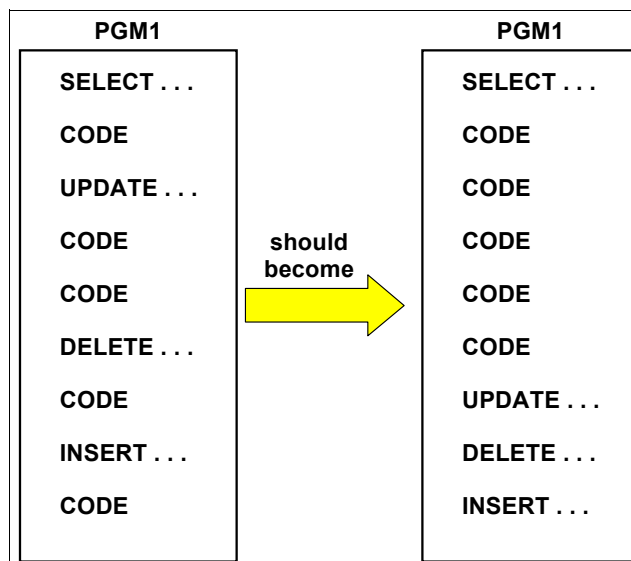 PGM1
SELECT . . .
CODE
UPDATE . . .
CODE
CODE
DELETE . . .
CODE
INSERT . . .
CODE
should
become
PGM1
SELECT . . .
CODE
CODE
CODE
CODE
CODE
UPDATE . . .
DELETE . . .
INSERT . . .